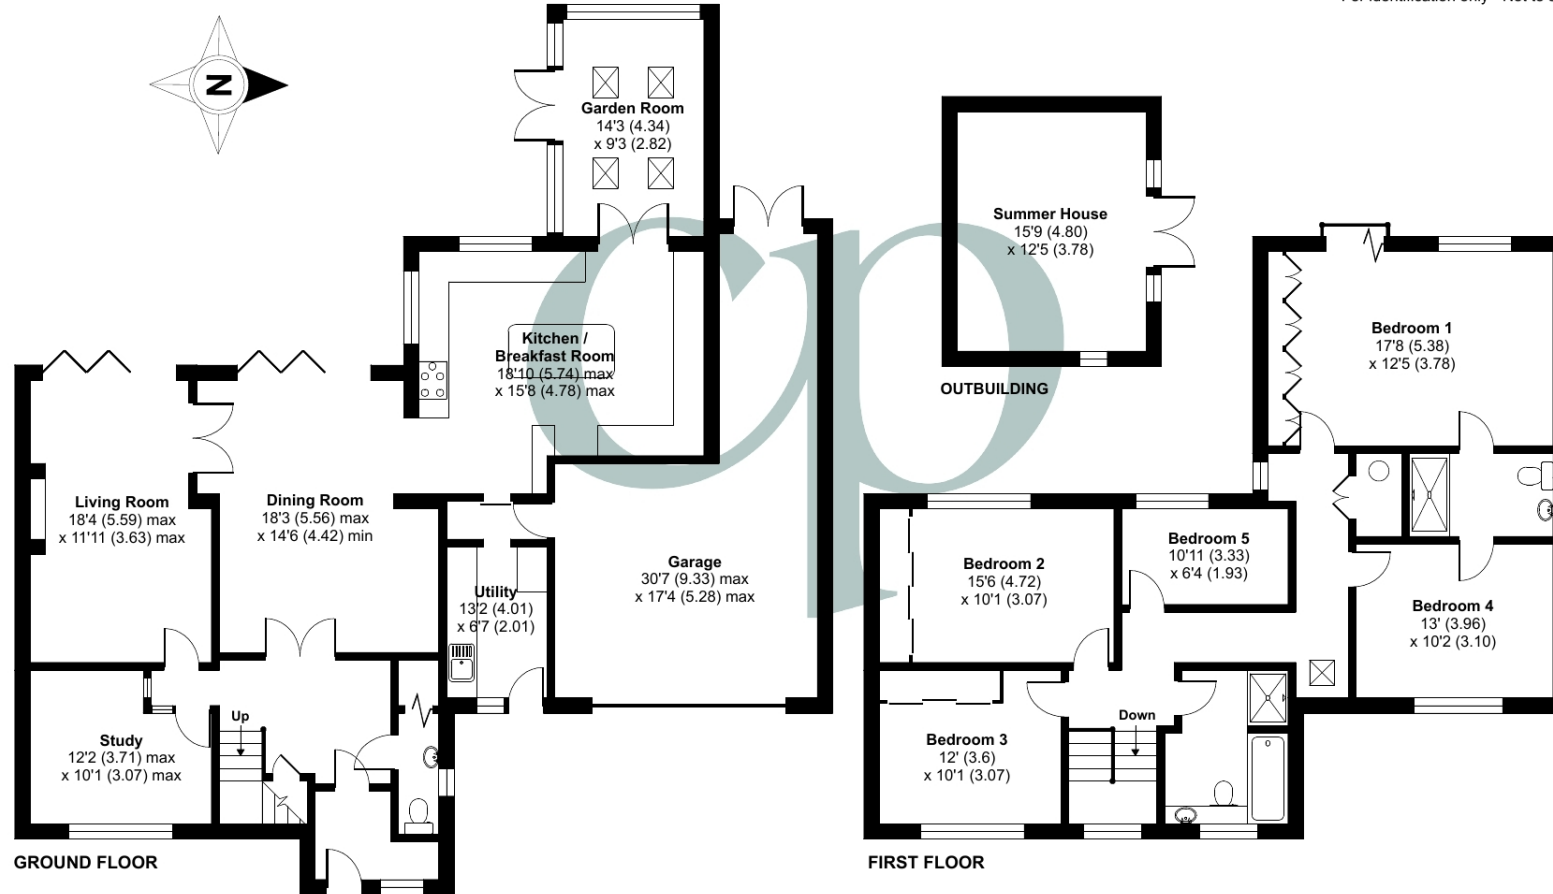 N
Garden Room
14'3 (4.34)
x 9'3 (2.82)
Kitchen /
Breakfast Room
18'10 (5.74) max
x 15'8 (4.78) max
Living Room
18'4 (5.59) max
x 11'11 (3.63) max
Dining Room
18'3 (5.56) max
x 14'6 (4.42) min
Utility
13'2 (4.01)
x 6'7 (2.01)
Garage
30'7 (9.33) max
x 17'4 (5.28) max
Study
12'2 (3.71) max
x 10'1 (3.07) max
Up
GROUND FLOOR
cp
Summer House
15'9 (4.80)
x 12'5 (3.78)
OUTBUILDING
Bedroom 1
17'8 (5.38)
x 12'5 (3.78)
Bedroom 2
15'6 (4.72)
x 10'1 (3.07)
Bedroom 5
10'11 (3.33)
x 6'4 (1.93)
Bedroom 4
13' (3.96)
x 10'2 (3.10)
Bedroom 3
12' (3.6)
x 10'1 (3.07)
Down
FIRST FLOOR